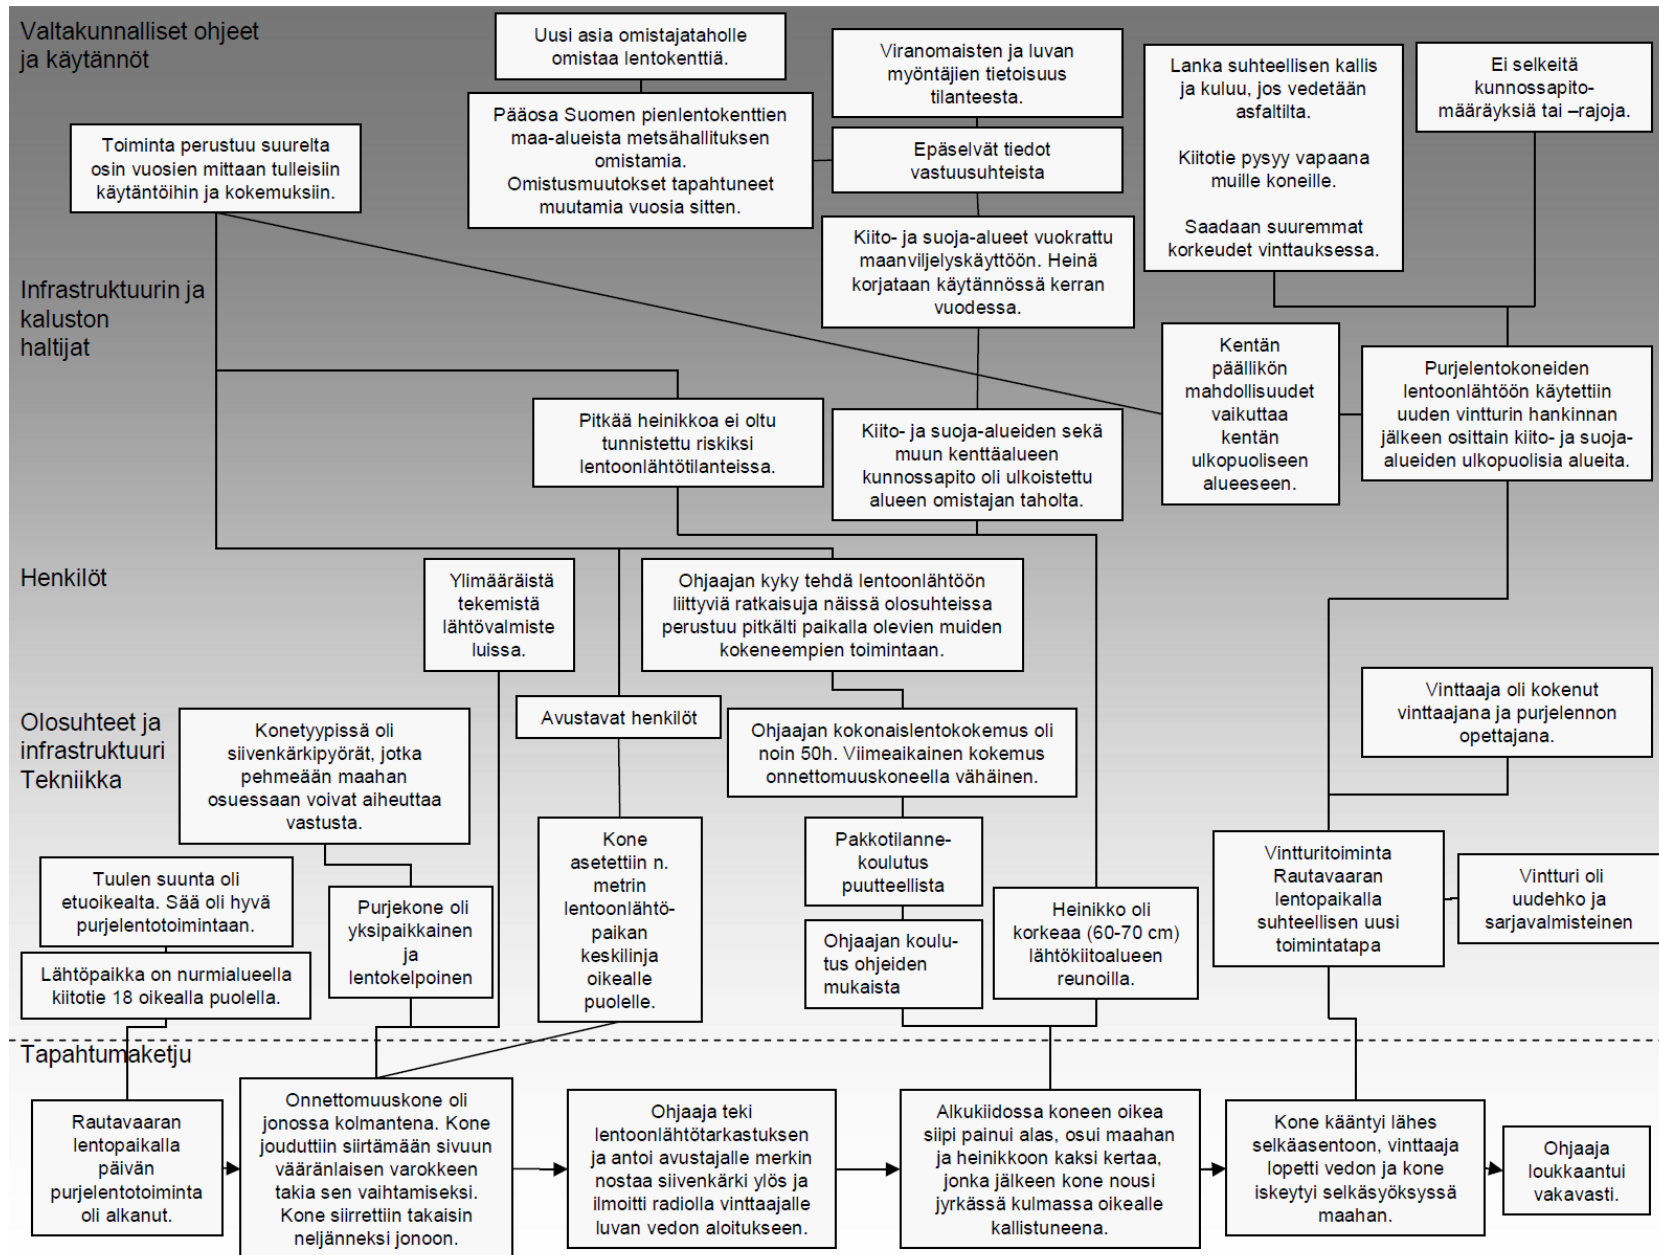 Valtakunnalliset ohjeet
ja käytännöt
Uusi asia omistajataholle
omistaa lentokenttiä.
Viranomaisten ja luvan
myöntäjien tietoisuus
tilanteesta.
Lanka suhteellisen kallis
ja kuluu, jos vedetään
asfaltilta.
Kiitotie pysyy vapaana
muille koneille.
Saadaan suuremmat
korkeudet vinttauksessa.
Ei selkeitä
kunnossapito-
määräyksiä tai –rajoja.
Toiminta perustuu suurelta
osin vuosien mittaan tulleisiin
käytäntöihin ja kokemuksiin.
Pääosa Suomen pienlentokenttien
maa-alueista metsähallituksen
omistamia.
Omistusmuutokset tapahtuneet
muutamia vuosia sitten.
Epäselvät tiedot
vastuusuhteista
Kiito- ja suoja-alueet vuokrattu
maanviljelyskäyttöön. Heinä
korjataan käytännössä kerran
vuodessa.
Infrastruktuurin ja
kaluston
haltijat
Pitkää heinikkoa ei oltu
tunnistettu riskiksi
lentoonlähtötilanteissa.
Kiito- ja suoja-alueiden sekä
muun kenttäalueen
kunnossapito oli ulkoistettu
alueen omistajan taholta.
Kentän
päällikön
mahdollisuudet
vaikuttaa
kentän
ulkopuoliseen
alueeseen.
Purjelentokoneiden
lentoonlähtöön käytettiin
uuden vintturin hankinnan
jälkeen osittain kiito- ja suoja-
alueiden ulkopuolisia alueita.
Henkilöt
Ylimääräistä
tekemistä
lähtövalmiste
luissa.
Ohjaajan kyky tehdä lentoonlähtöön
liittyviä ratkaisuja näissä olosuhteissa
perustuu pitkälti paikalla olevien muiden
kokeneempien toimintaan.
Avustavat henkilöt
Vinttaaja oli kokenut
vinttaajana ja purjelennon
opettajana.
Olosuhteet ja
infrastruktuuri
Tekniikka
Konetyypissä oli
siivenkärkipyörät, jotka
pehmeään maahan
osuessaan voivat aiheuttaa
vastusta.
Ohjaajan kokonaislentokokemus oli
noin 50h. Viimeaikainen kokemus
onnettomuuskoneella vähäinen.
Tuulen suunta oli
etuoikealta. Sää oli hyvä
purjelentotoimintaan.
Lähtöpaikka on nurmialueella
kiitotie 18 oikealla puolella.
Purjekone oli
yksipaikkainen
ja
lentokelpoinen
Kone
asetettiin n.
metrin
lentoonlähtö-
paikan
keskilinja
oikealle
puolelle.
Pakkotilanne-
koulutus
puutteellista
Ohjaajan koulu-
tus ohjeiden
mukaista
Heinikko oli
korkeaa (60-70 cm)
lähtökiitoalueen
reunoilla.
Vintturitoiminta
Rautavaaran
lentopaikalla
suhteellisen uusi
toimintatapa
Vintturi oli
uudehko ja
sarjavalmisteinen
Tapahtumaketju
Rautavaaran
lentopaikalla
päivän
purjelentotoiminta
oli alkanut.
Onnettomuuskone oli
jonossa kolmantena. Kone
jouduttiin siirtämään sivuun
vääränlaisen varokkeen
takia sen vaihtamiseksi.
Kone siirrettiin takaisin
neljänneksi jonoon.
Ohjaaja teki
lentoonlähtötarkastuksen
ja antoi avustajalle merkin
nostaa siivenkärki ylös ja
ilmoitti radiolla vinttaajalle
luvan vedon aloitukseen.
Alkukiidossa koneen oikea
siipi painui alas, osui maahan
ja heinikkoon kaksi kertaa,
jonka jälkeen kone nousi
jyrkässä kulmassa oikealle
kallistuneena.
Kone kääntyi lähes
selkäasentoon, vinttaaja
lopetti vedon ja kone
iskeytyi selkäsyöksyssä
maahan.
Ohjaaja
loukkaantui
vakavasti.